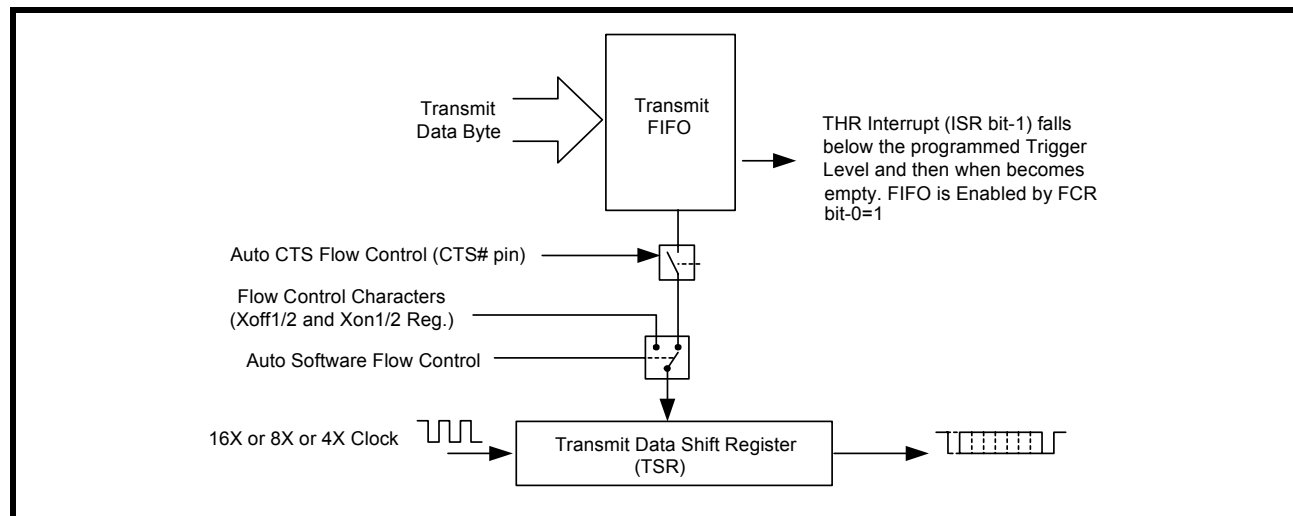 Transmit
Data Byte
Transmit
FIFO
THR Interrupt (ISR bit-1) falls
below the programmed Trigger
Level and then when becomes
empty. FIFO is Enabled by FCR
bit-0=1
Auto CTS Flow Control (CTS# pin)
Flow Control Characters
(Xoff1/2 and Xon1/2 Reg.)
Auto Software Flow Control
16X or 8X or 4X Clock
Transmit Data Shift Register
(TSR)